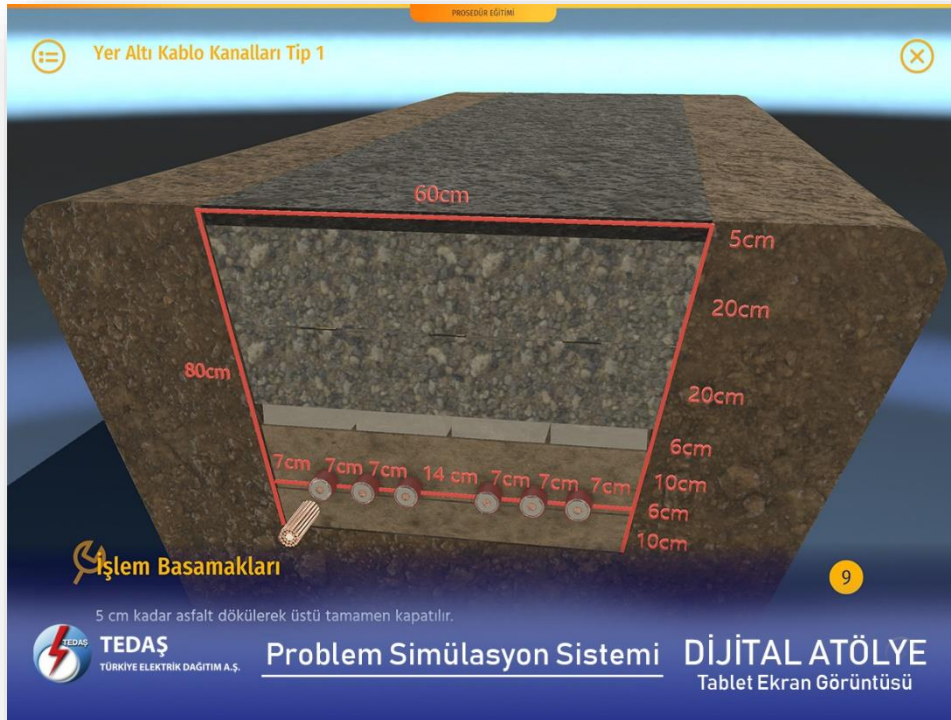 PROSEDÜR EĞİTİMİ
Yer Altı Kablo Kanalları Tip 1
60cm
5cm
20cm
80cm
20cm
6cm
7cm 7cm 7cm 14 cm 7cm 7cm 7cm 10cm
6cm
10cm
İşlem Basamakları
9
5 cm kadar asfalt dökülerek üstü tamamen kapatılır.
TEDAŞ
TEDAŞ
TÜRKİYE ELEKTRİK DAĞITIM A.Ş.
Problem Simülasyon Sistemi
DİJİTAL ATÖLYE
Tablet Ekran Görüntüsü